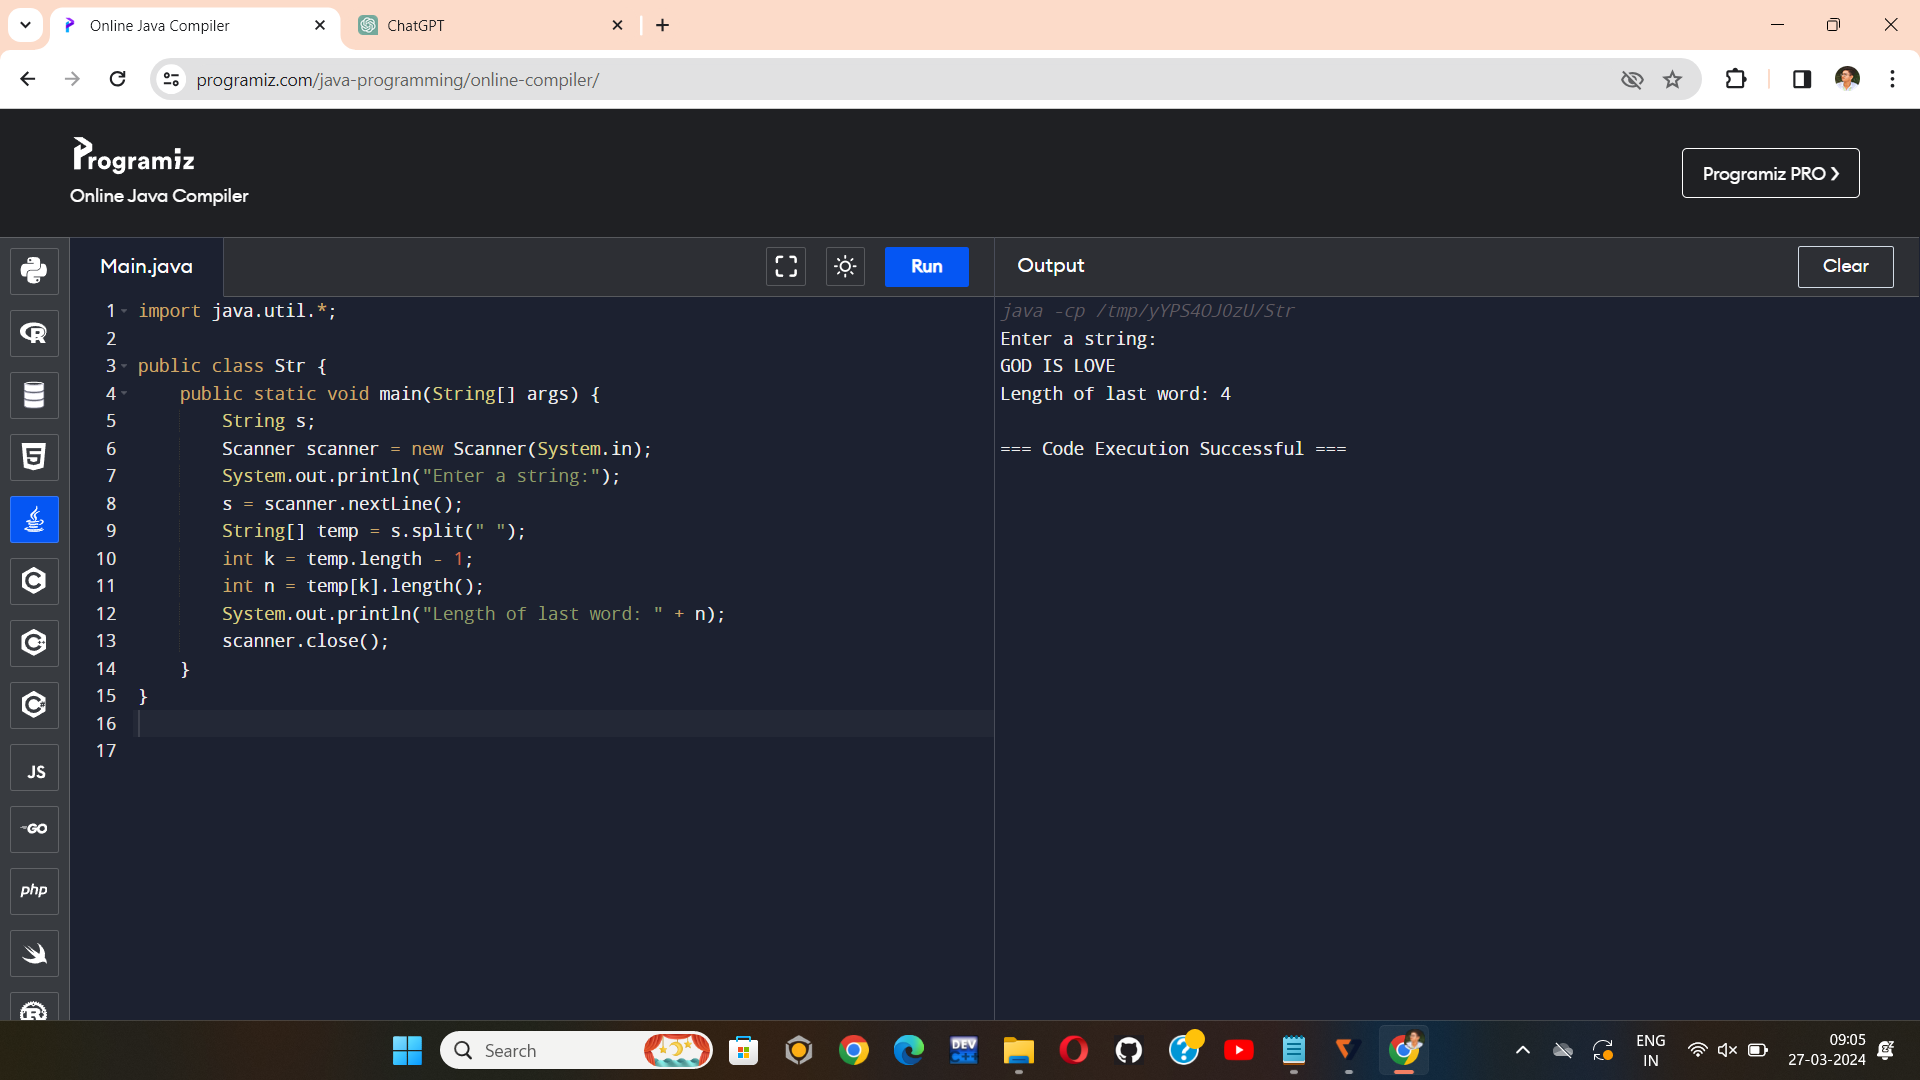 Online Java Compiler
ChatGPT
programiz.com/java-programming/online-compiler/
Programiz
Online Java Compiler
Programiz PRO ❯
Main.java
Run
Output
Clear
1 import java.util.*;
2
3 public class Str {
4     public static void main(String[] args) {
5         String s;
6         Scanner scanner = new Scanner(System.in);
7         System.out.println("Enter a string:");
8         s = scanner.nextLine();
9         String[] temp = s.split(" ");
10         int k = temp.length - 1;
11         int n = temp[k].length();
12         System.out.println("Length of last word: " + n);
13         scanner.close();
14     }
15 }
16
17
java -cp /tmp/yYPS4OJ0zU/Str
Enter a string:
GOD IS LOVE
Length of last word: 4
=== Code Execution Successful ===
JS
GO
php
Search
DEV
C++
ENG
IN
09:05
27-03-2024